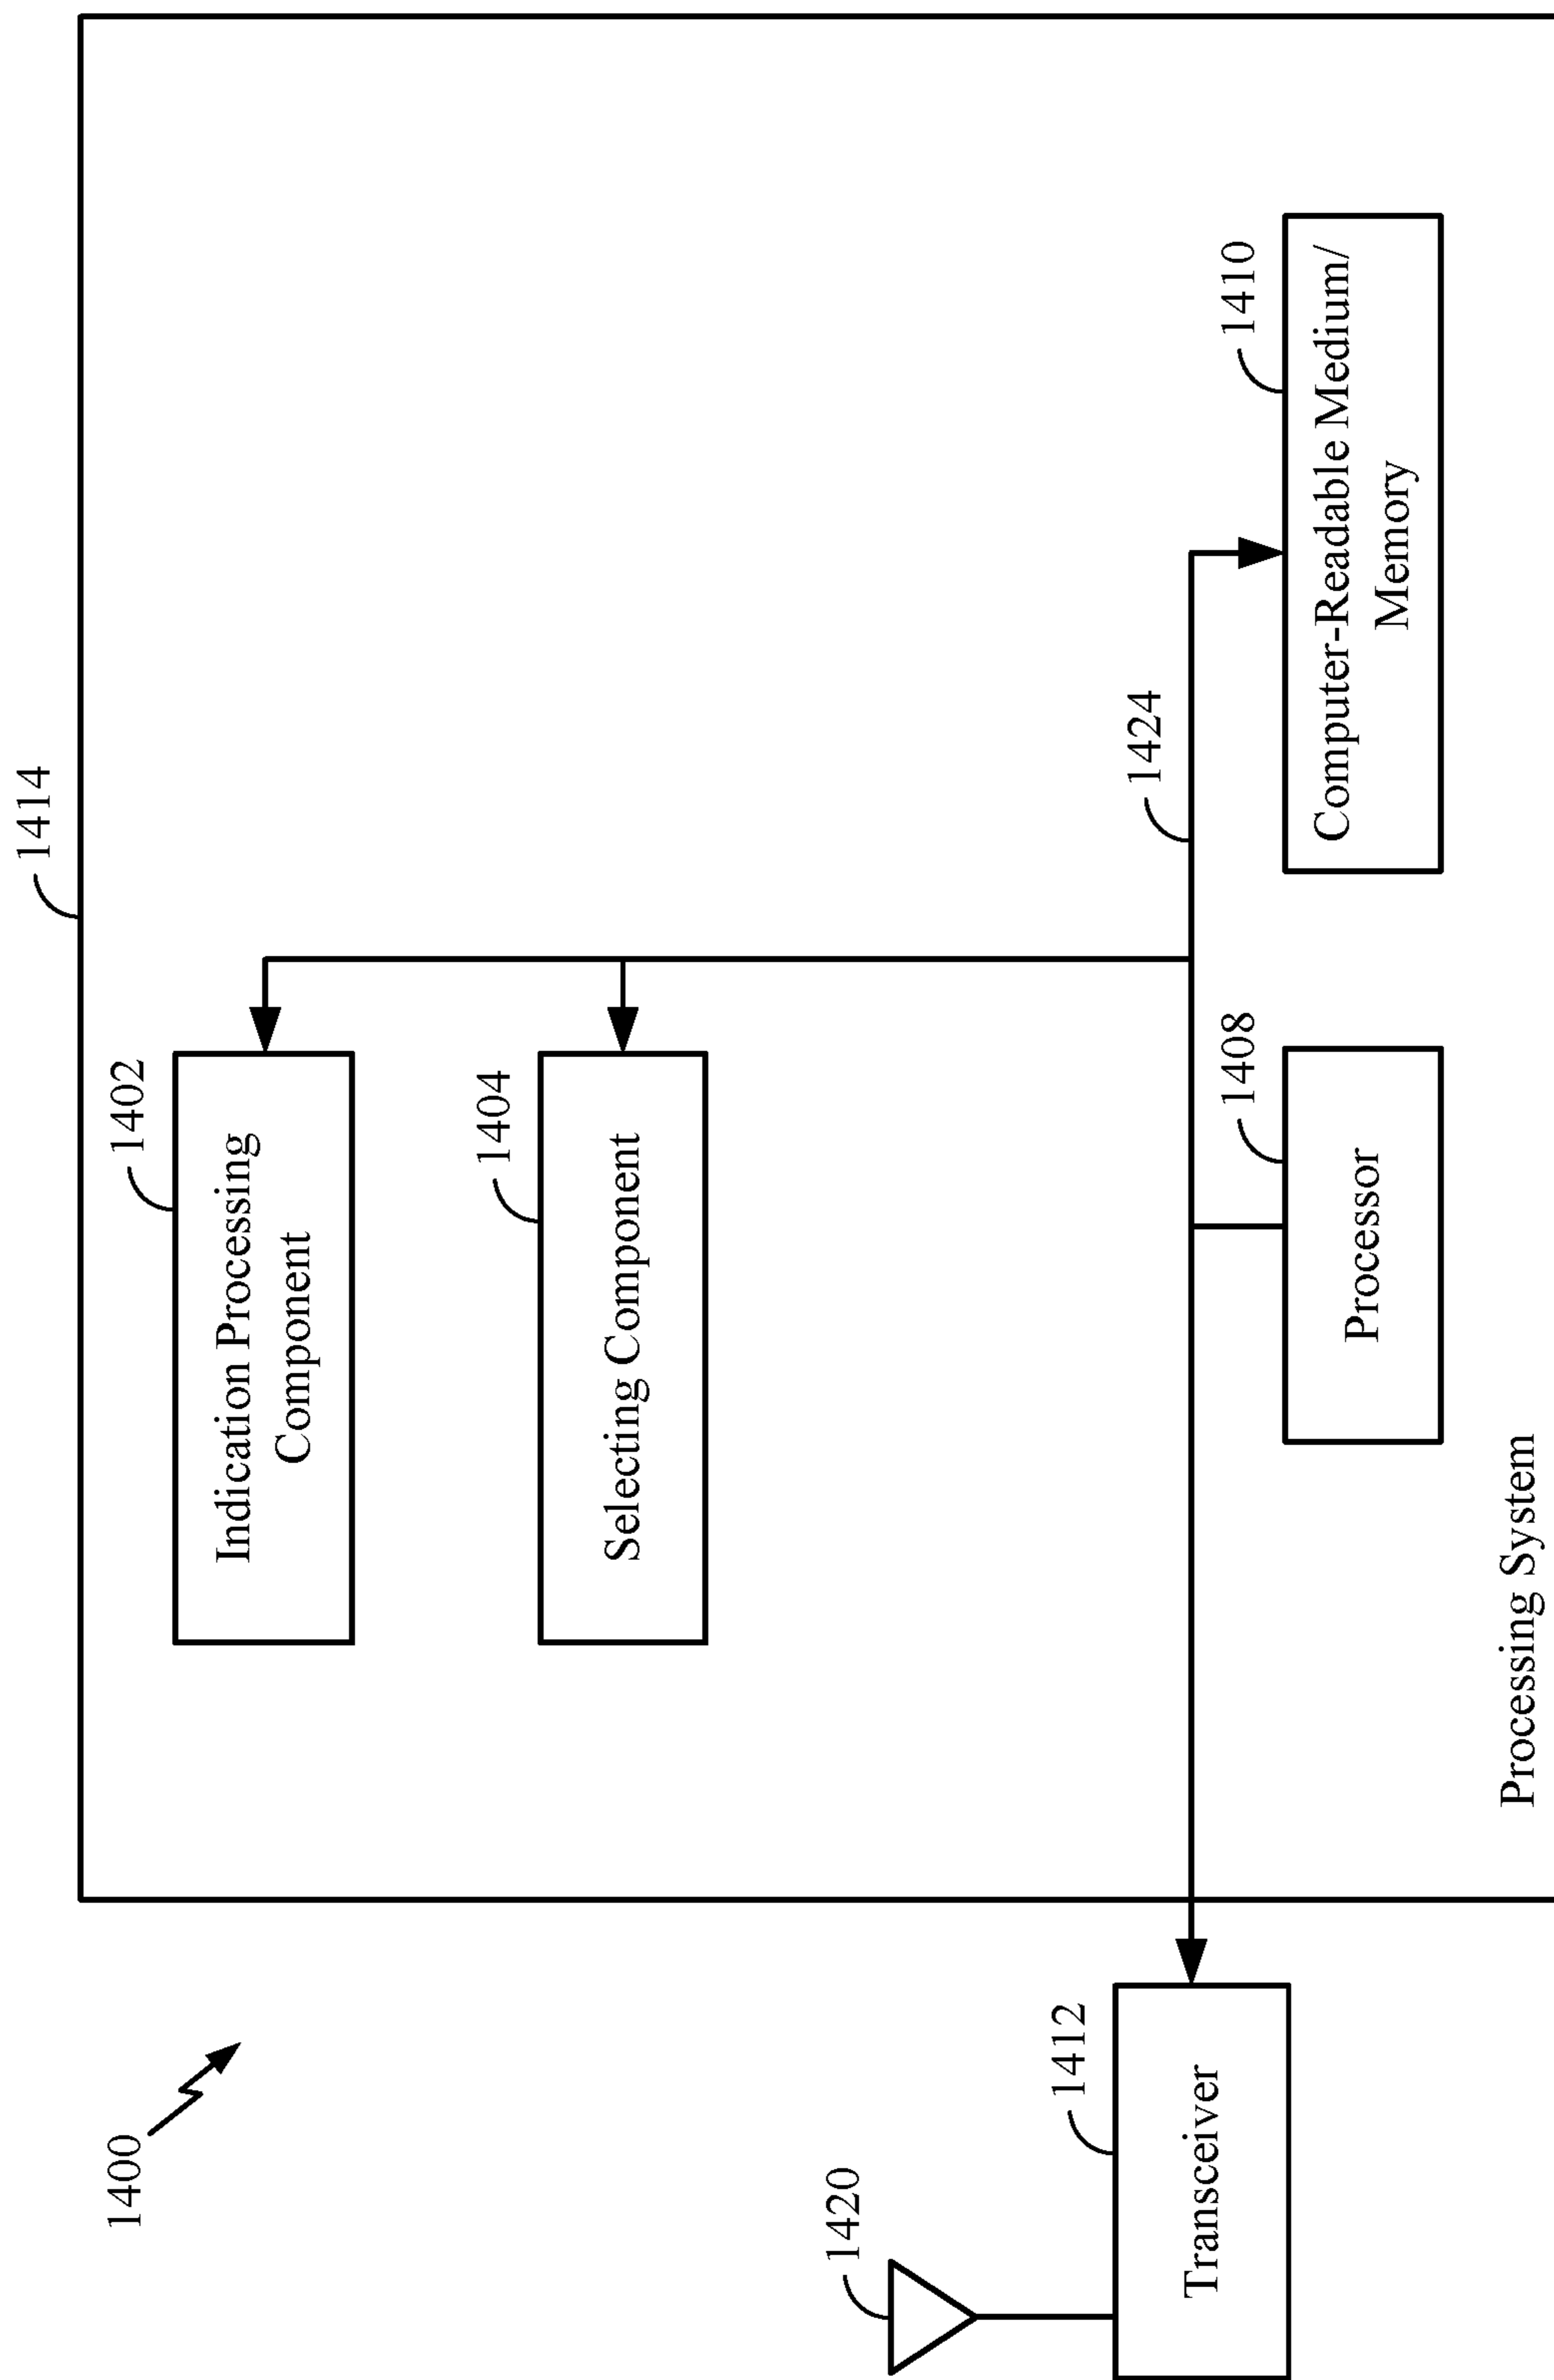 1414
1400
1402
Indication Processing
Component
1404
Selecting Component
1420
1412
Transceiver
1424
1408
Processor
1410
Computer-Readable Medium/
Memory
Processing System